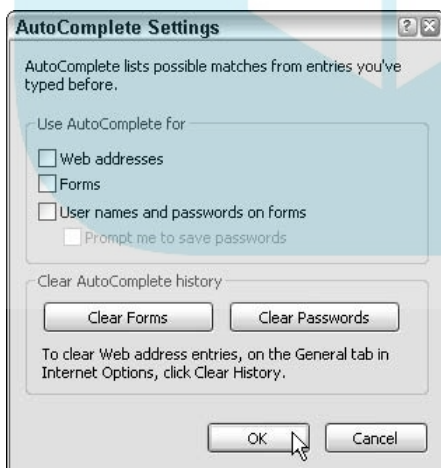 AutoComplete Settings
AutoComplete lists possible matches from entries you've
typed before.
Use AutoComplete for
Web addresses
Forms
User names and passwords on forms
Prompt me to save passwords
Clear AutoComplete history
Clear Forms Clear Passwords
To clear Web address entries, on the General tab in
Internet Options, click Clear History.
OK Cancel